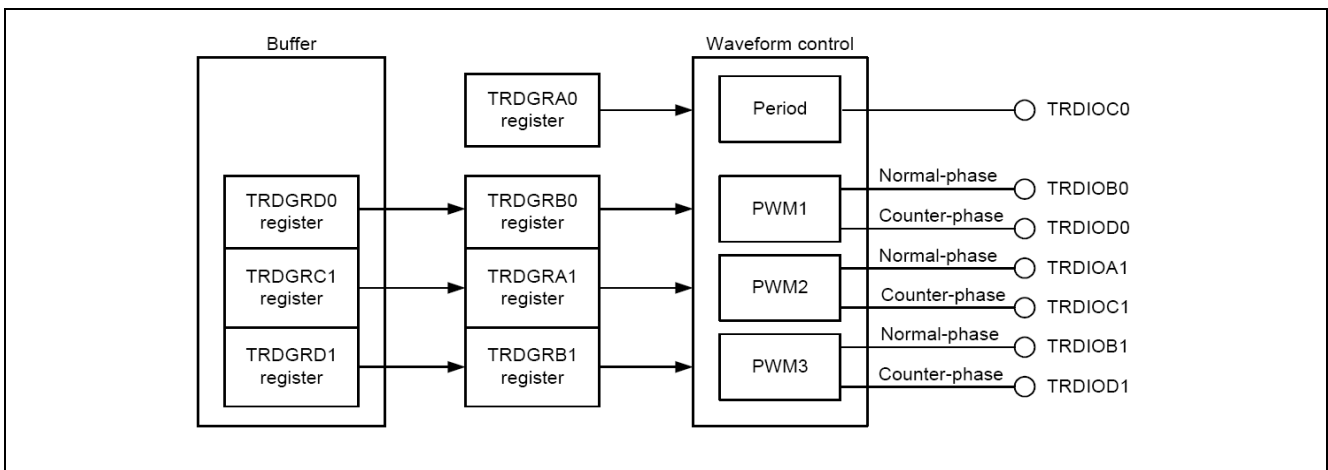 Buffer
Waveform control
TRDGRA0
register
Period
TRDIOC0
TRDGRD0
register
TRDGRB0
register
PWM1
Normal-phase
TRDIOB0
Counter-phase
TRDIOD0
TRDGRC1
register
TRDGRA1
register
PWM2
Normal-phase
TRDIOA1
Counter-phase
TRDIOC1
TRDGRD1
register
TRDGRB1
register
PWM3
Normal-phase
TRDIOB1
Counter-phase
TRDIOD1